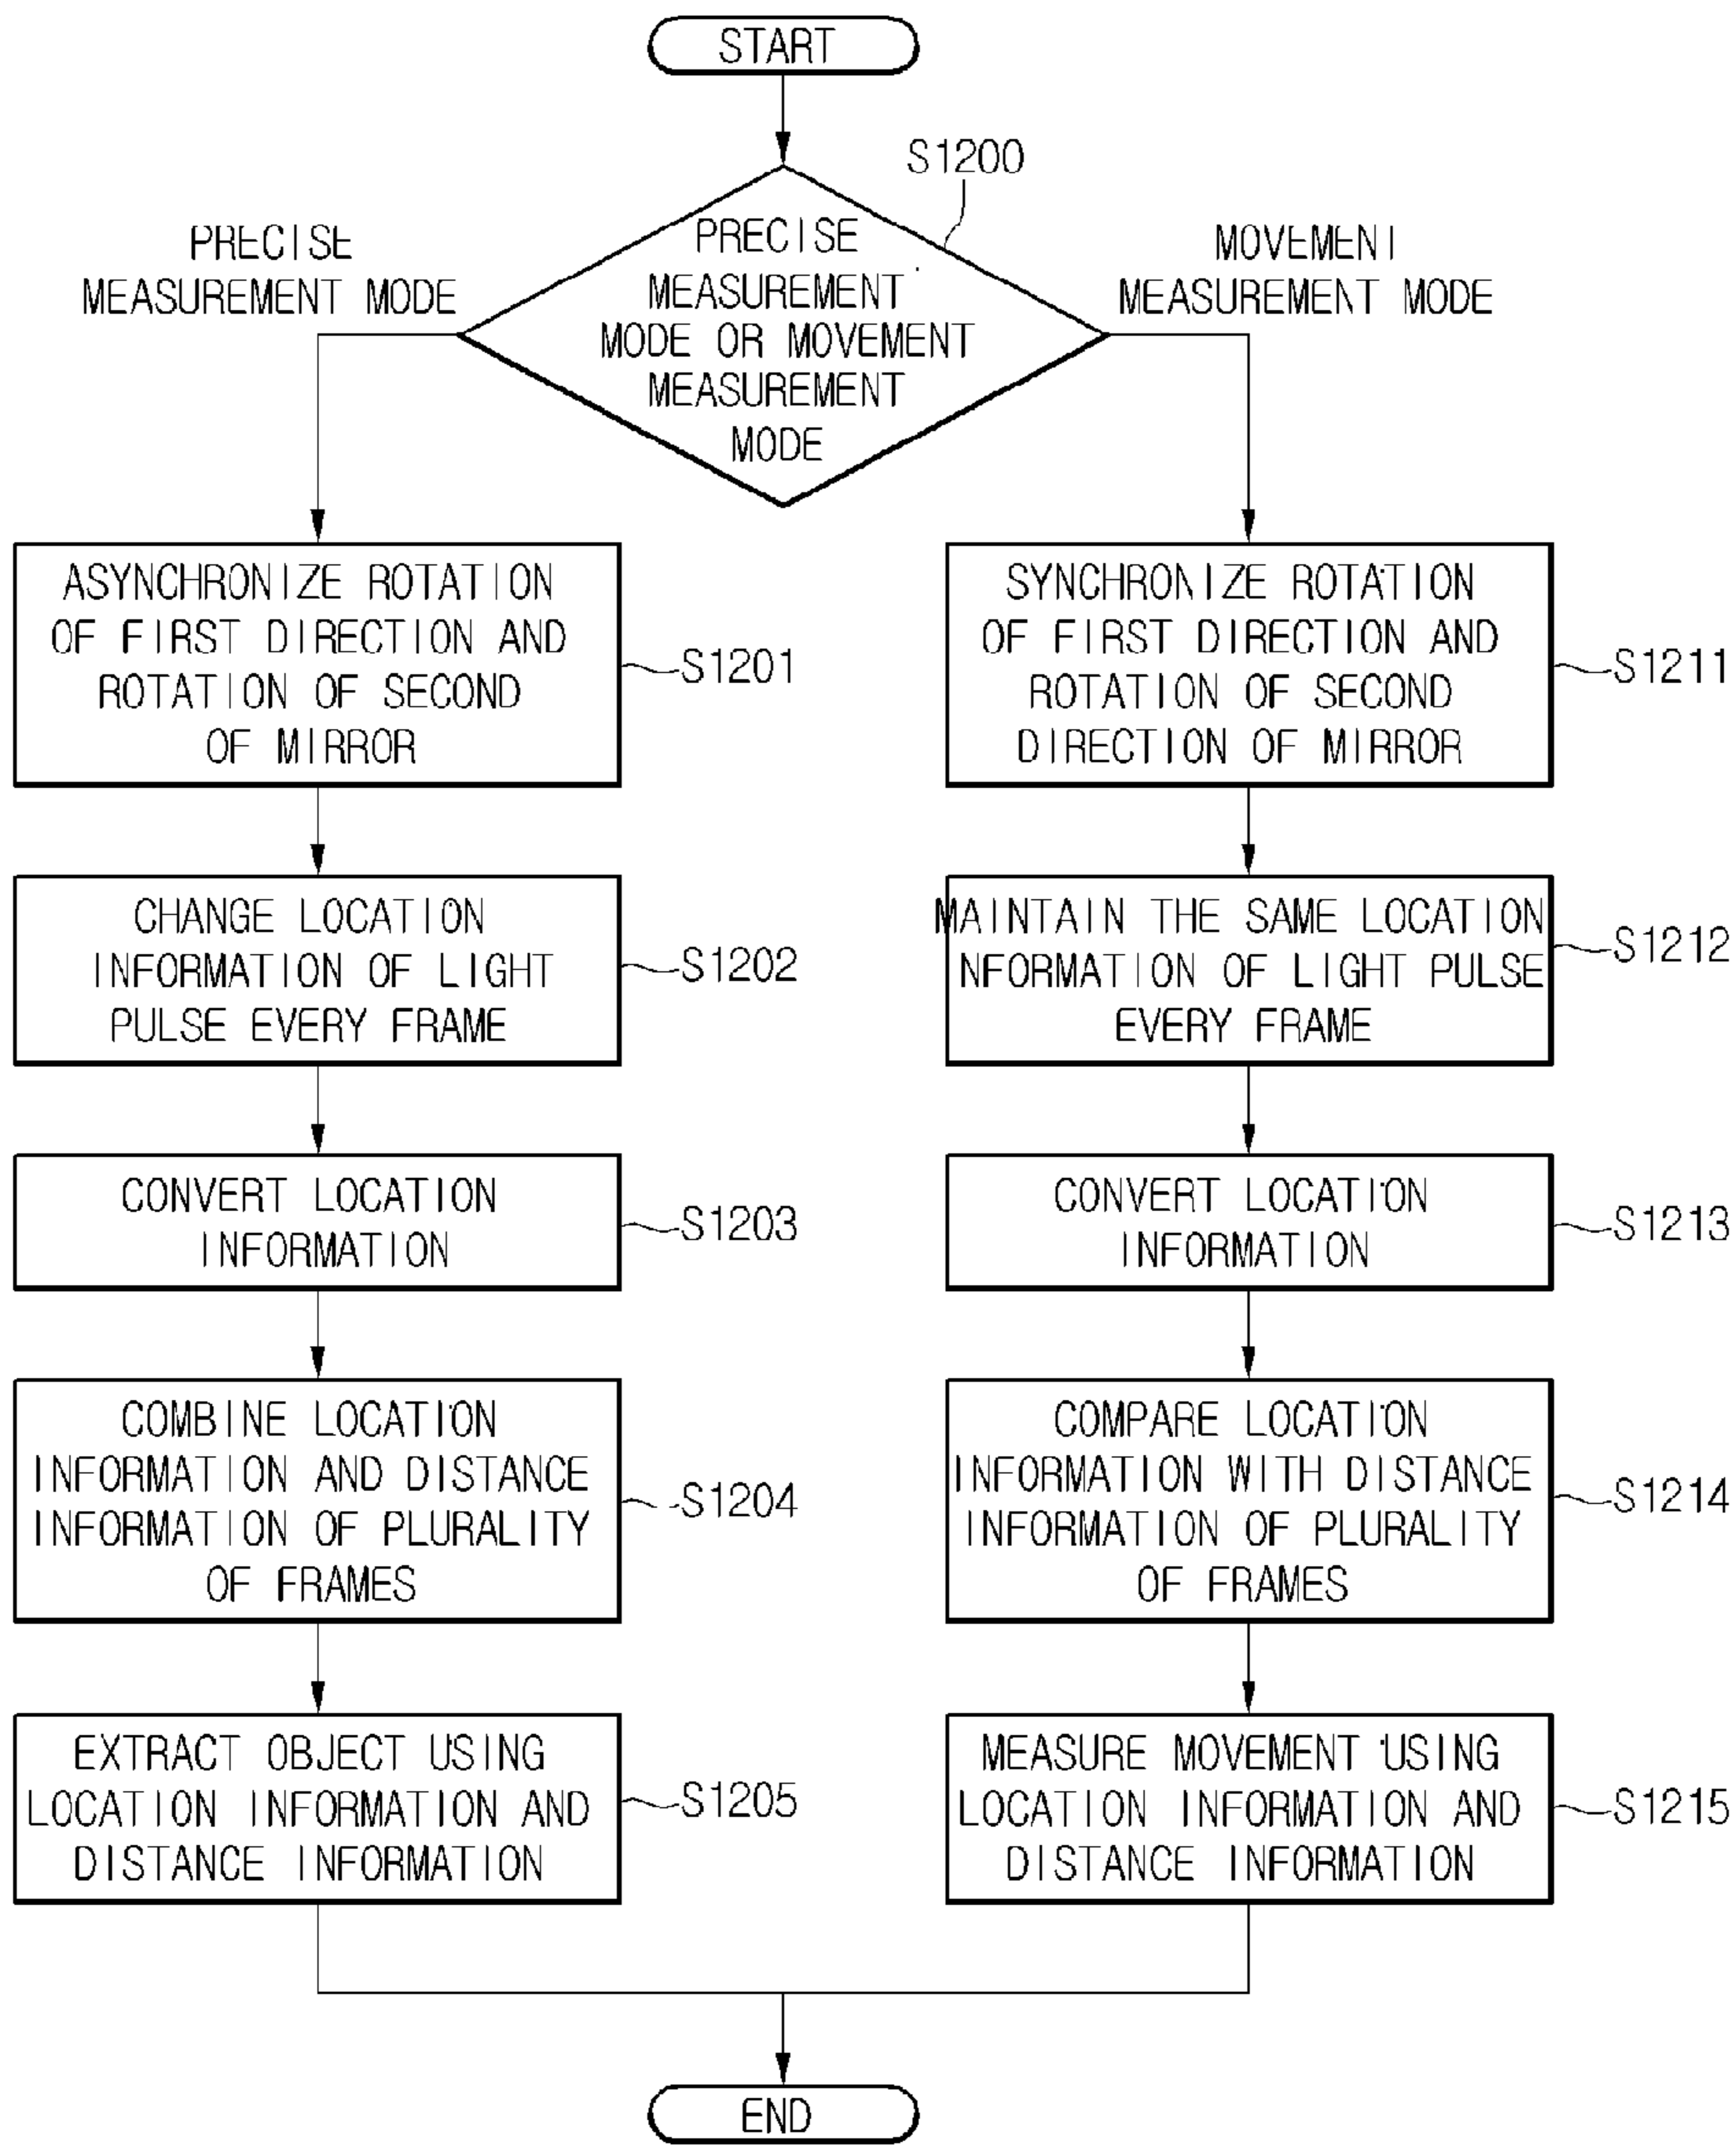 START
S1200
PRECISE
MEASUREMENT MODE
PRECISE
MEASUREMENT
MODE OR MOVEMENT
MEASUREMENT
MODE
MOVEMENT
MEASUREMENT MODE
ASYNCHRONIZE ROTATION
OF FIRST DIRECTION AND
ROTATION OF SECOND
OF MIRROR
S1201
SYNCHRONIZE ROTATION
OF FIRST DIRECTION AND
ROTATION OF SECOND
DIRECTION OF MIRROR
S1211
CHANGE LOCATION
INFORMATION OF LIGHT
PULSE EVERY FRAME
S1202
MAINTAIN THE SAME LOCATION
NFORMATION OF LIGHT PULSE
EVERY FRAME
S1212
CONVERT LOCATION
INFORMATION
S1203
CONVERT LOCATION
INFORMATION
S1213
COMBINE LOCATION
INFORMATION AND DISTANCE
INFORMATION OF PLURALITY
OF FRAMES
S1204
COMPARE LOCATION
INFORMATION WITH DISTANCE
INFORMATION OF PLURALITY
OF FRAMES
S1214
EXTRACT OBJECT USING
LOCATION INFORMATION AND
DISTANCE INFORMATION
S1205
MEASURE MOVEMENT USING
LOCATION INFORMATION AND
DISTANCE INFORMATION
S1215
END